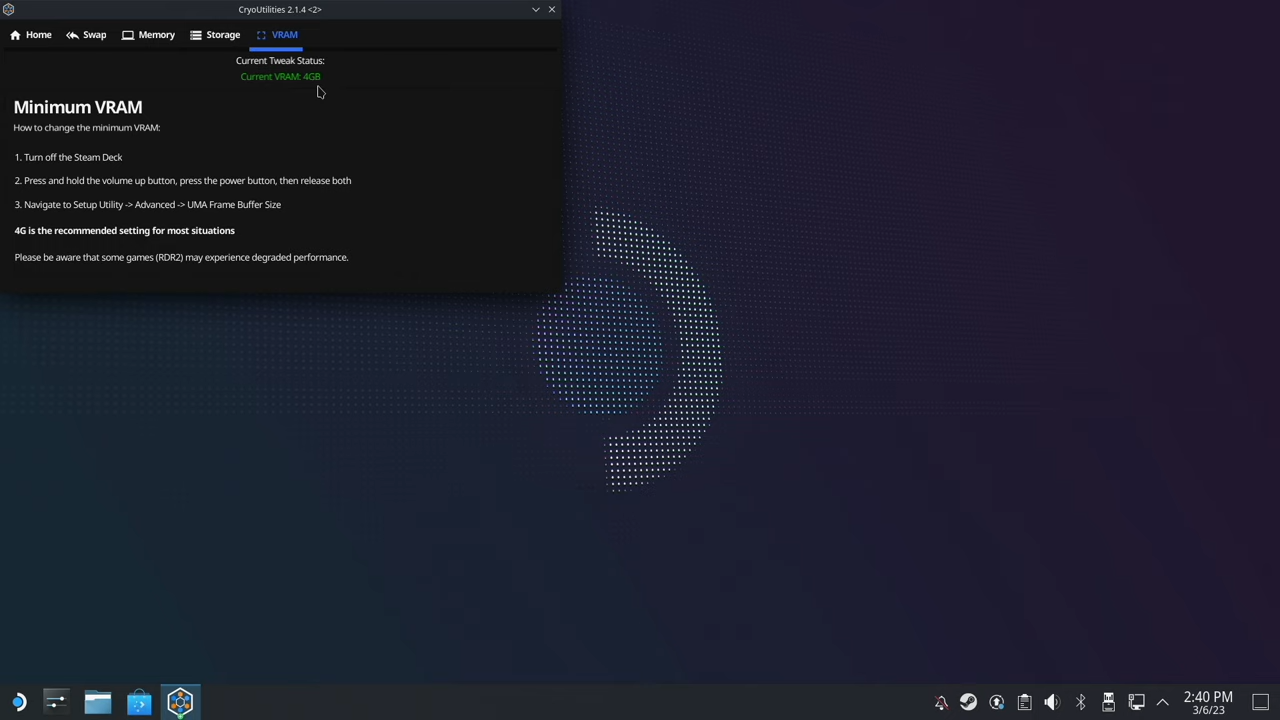 CryoUtilities 2.1.4 <2>
Home Swap Memory Storage VRAM
Current Tweak Status:
Current VRAM: 4GB
Minimum VRAM
How to change the minimum VRAM:
1. Turn off the Steam Deck
2. Press and hold the volume up button, press the power button, then release both
3. Navigate to Setup Utility -> Advanced -> UMA Frame Buffer Size
4G is the recommended setting for most situations
Please be aware that some games (RDR2) may experience degraded performance.
2:40 PM
3/6/23